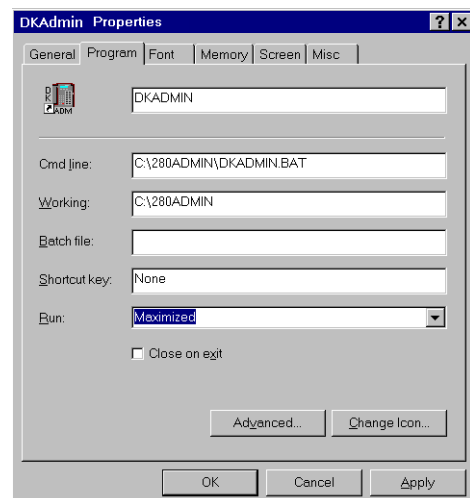 DKAdmin Properties
General Program Font Memory Screen Misc
DK
ADM
DKADMIN
Cmd line: C:\280ADMIN\DKADMIN.BAT
Working: C:\280ADMIN
Batch file:
Shortcut key: None
Run: Maximized
Close on exit
Advanced... Change Icon...
OK Cancel Apply